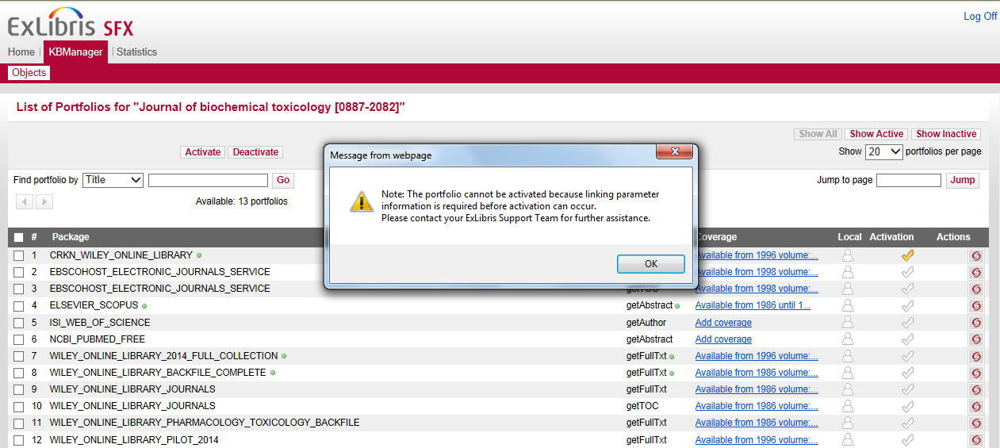 ExLibris SFX
Log Off
Home | KBManager | Statistics
Objects
List of Portfolios for "Journal of biochemical toxicology [0887-2082]"
Show All Show Active Show Inactive
Activate Deactivate
Show 20 portfolios per page
Find portfolio by Title Go
Jump to page Jump
Available: 13 portfolios
Message from webpage
Note: The portfolio cannot be activated because linking parameter
information is required before activation can occur.
Please contact your ExLibris Support Team for further assistance.
OK
# Package Coverage Local Activation Actions
1 CRKN_WILEY_ONLINE_LIBRARY Available from 1996 volume:...
2 EBSCOHOST_ELECTRONIC_JOURNALS_SERVICE Available from 1998 volume:...
3 EBSCOHOST_ELECTRONIC_JOURNALS_SERVICE getTOC Available from 1998 volume:...
4 ELSEVIER_SCOPUS getAbstract Available from 1986 until 1...
5 ISI_WEB_OF_SCIENCE getAuthor Add coverage
6 NCBI_PUBMED_FREE getAbstract Add coverage
7 WILEY_ONLINE_LIBRARY_2014_FULL_COLLECTION getFullTxt Available from 1996 volume:...
8 WILEY_ONLINE_LIBRARY_BACKFILE_COMPLETE getFullTxt Available from 1986 volume:...
9 WILEY_ONLINE_LIBRARY_JOURNALS getFullTxt Available from 1986 volume:...
10 WILEY_ONLINE_LIBRARY_JOURNALS getTOC Available from 1986 volume:...
11 WILEY_ONLINE_LIBRARY_PHARMACOLOGY_TOXICOLOGY_BACKFILE getFullTxt Available from 1986 volume:...
12 WILEY_ONLINE_LIBRARY_PILOT_2014 getFullTxt Available from 1996 volume:...